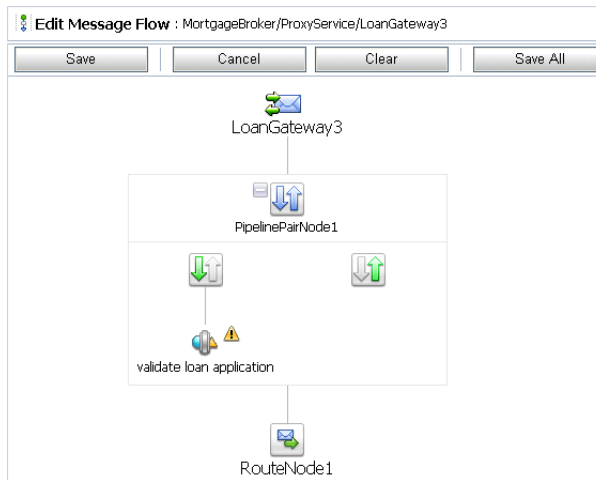 Edit Message Flow : MortgageBroker/ProxyService/LoanGateway3
Save Cancel Clear Save All
LoanGateway3
PipelinePairNode1
validate loan application
RouteNode1